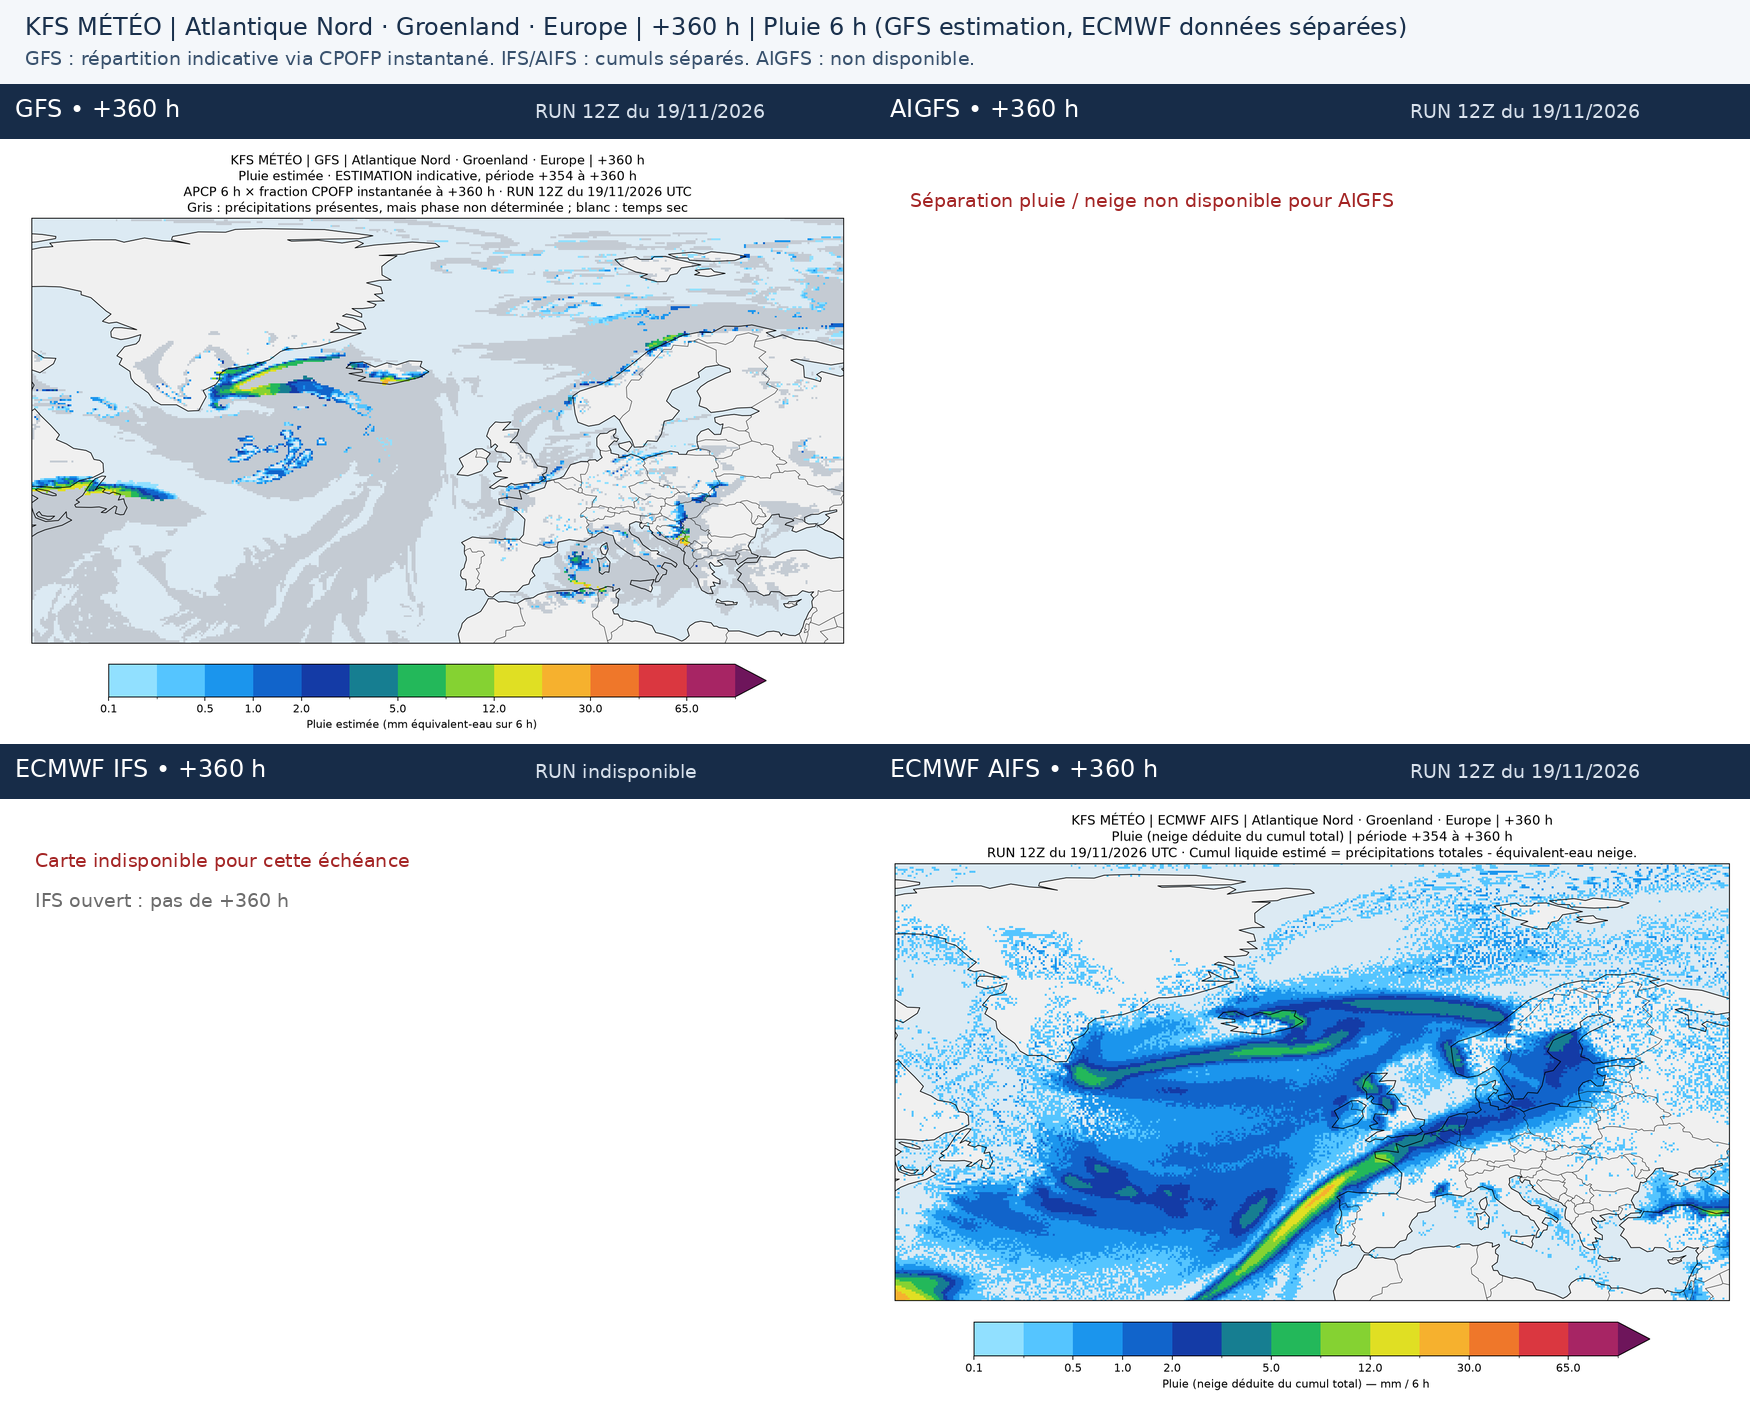 KFS MÉTÉO | Atlantique Nord · Groenland · Europe | +360 h | Pluie 6 h (GFS estimation, ECMWF données séparées)
GFS : répartition indicative via CPOFP instantané. IFS/AIFS : cumuls séparés. AIGFS : non disponible.
GFS • +360 h
RUN 12Z du 19/11/2026
AIGFS • +360 h
RUN 12Z du 19/11/2026
KFS MÉTÉO | GFS | Atlantique Nord · Groenland · Europe | +360 h
Pluie estimée · ESTIMATION indicative, période +354 à +360 h
APCP 6 h × fraction CPOFP instantanée à +360 h · RUN 12Z du 19/11/2026 UTC
Gris : précipitations présentes, mais phase non déterminée ; blanc : temps sec
Séparation pluie / neige non disponible pour AIGFS
0.1 0.5 1.0 2.0 5.0 12.0 30.0 65.0
Pluie estimée (mm équivalent-eau sur 6 h)
ECMWF IFS • +360 h
RUN indisponible
ECMWF AIFS • +360 h
RUN 12Z du 19/11/2026
Carte indisponible pour cette échéance
IFS ouvert : pas de +360 h
KFS MÉTÉO | ECMWF AIFS | Atlantique Nord · Groenland · Europe | +360 h
Pluie (neige déduite du cumul total) | période +354 à +360 h
RUN 12Z du 19/11/2026 UTC · Cumul liquide estimé = précipitations totales - équivalent-eau neige.
0.1 0.5 1.0 2.0 5.0 12.0 30.0 65.0
Pluie (neige déduite du cumul total) — mm / 6 h